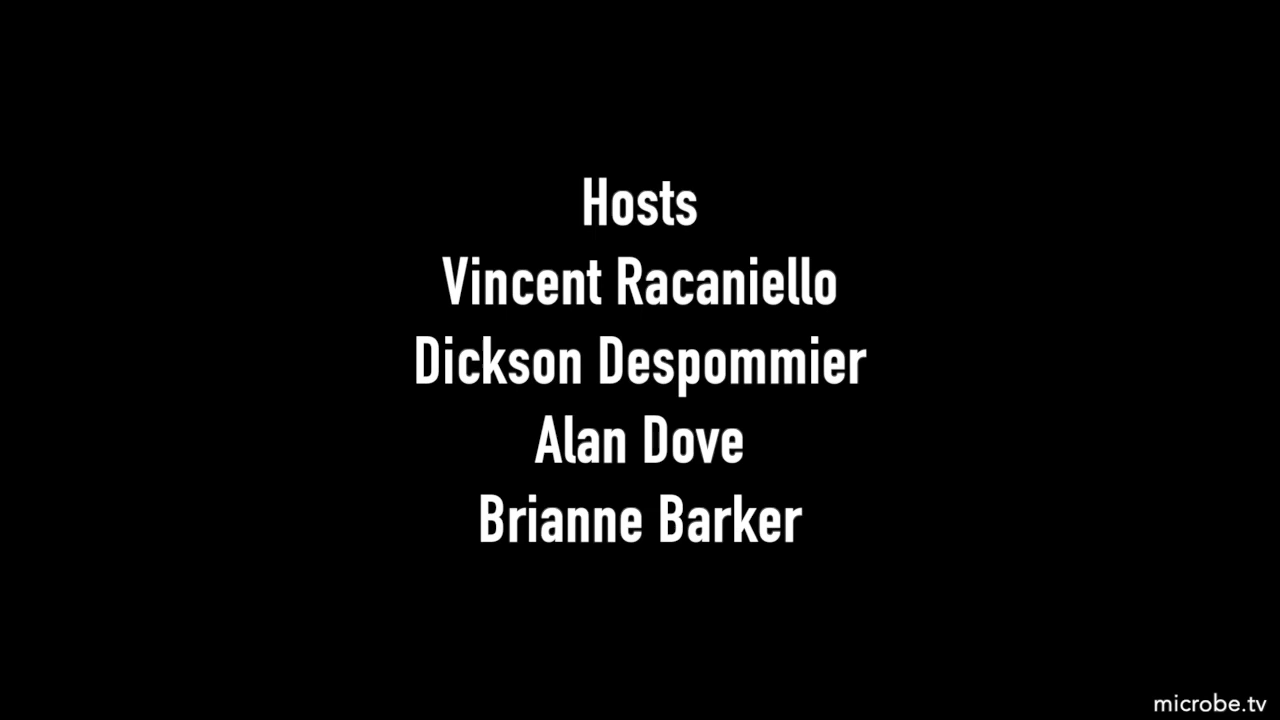 Hosts
Vincent Racaniello
Dickson Despommier
Alan Dove
Brianne Barker
microbe.tv